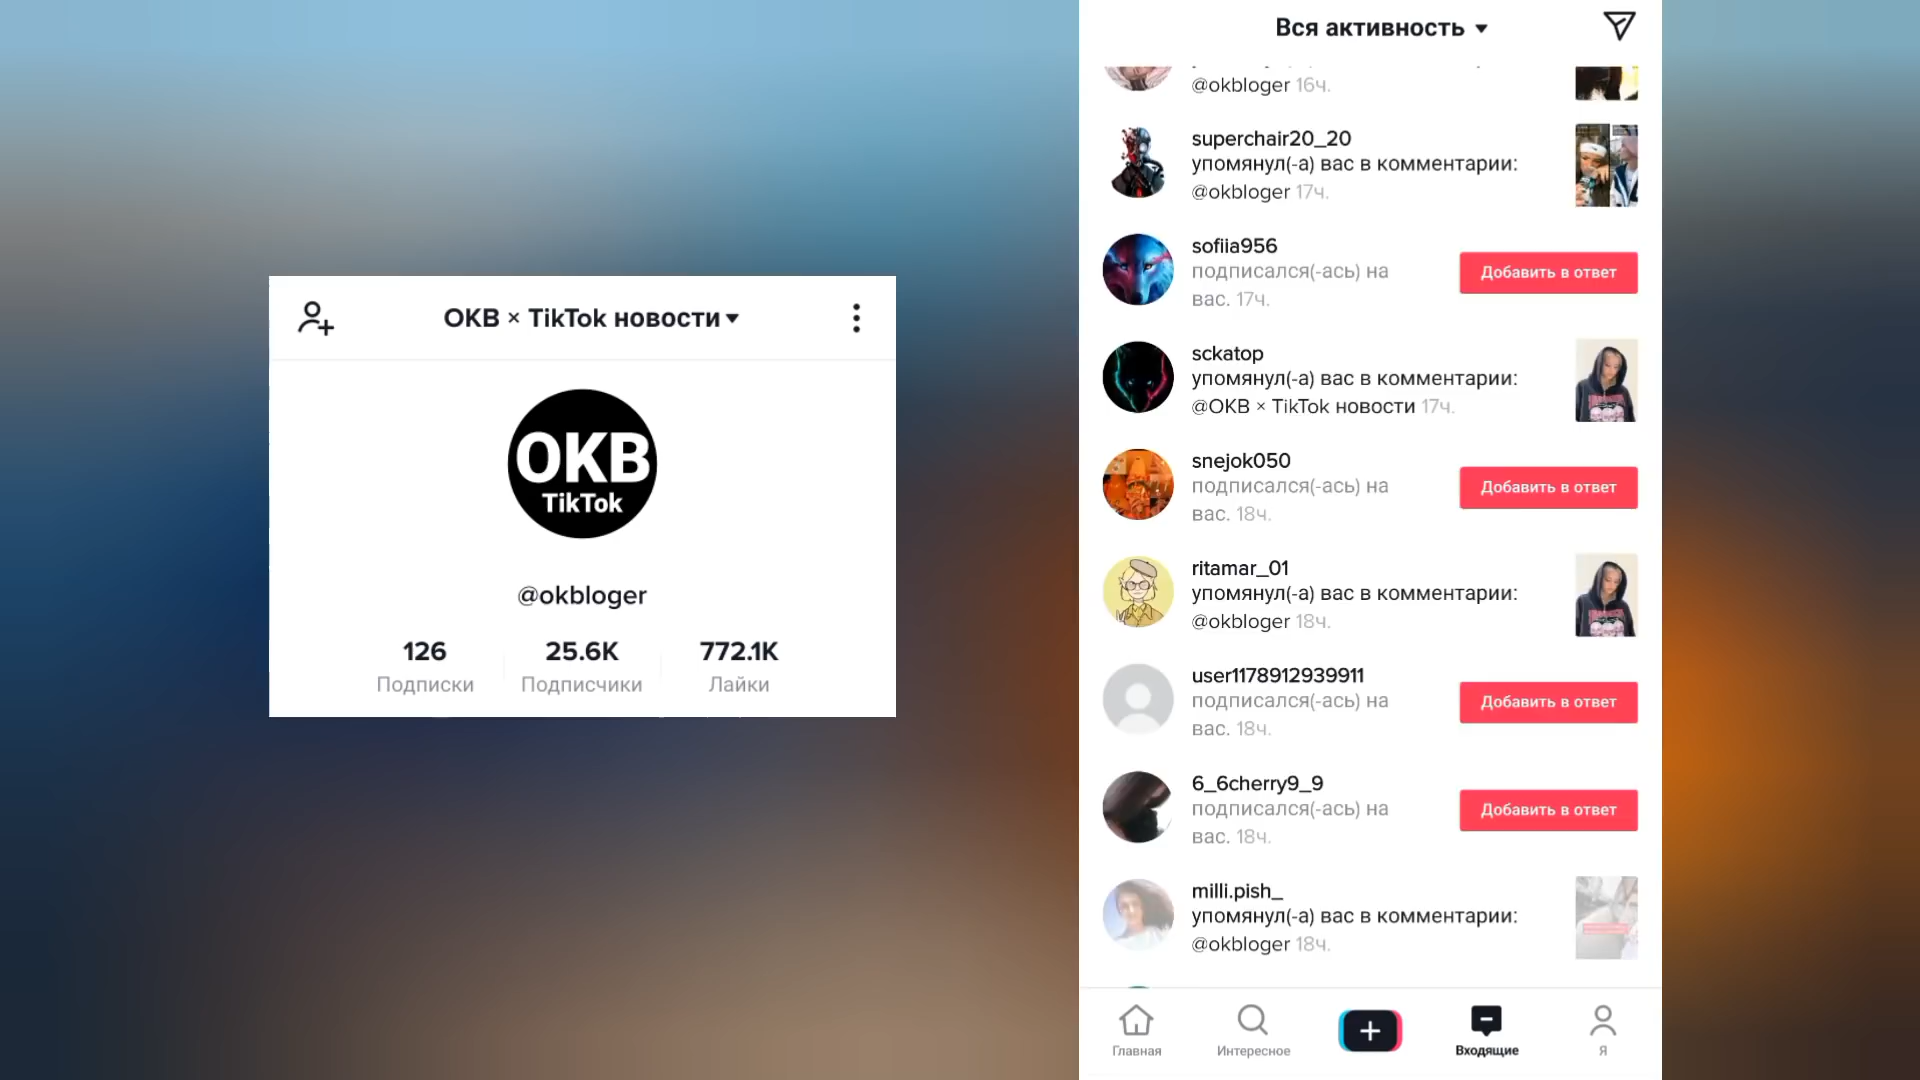 OKB × TikTok новости
OKB
TikTok
@okbloger
126
25.6K
772.1K
Подписки
Подписчики
Лайки
Вся активность
@okbloger 16ч.
superchair20_20
упомянул(-а) вас в комментарии:
@okbloger 17ч.
sofiia956
подписался(-ась) на
вас. 17ч.
Добавить в ответ
sckatop
упомянул(-а) вас в комментарии:
@OKB × TikTok новости 17ч.
snejok050
подписался(-ась) на
вас. 18ч.
Добавить в ответ
ritamar_01
упомянул(-а) вас в комментарии:
@okbloger 18ч.
user1178912939911
подписался(-ась) на
вас. 18ч.
Добавить в ответ
6_6cherry9_9
подписался(-ась) на
вас. 18ч.
Добавить в ответ
milli.pish_
упомянул(-а) вас в комментарии:
@okbloger 18ч.
Главная
Интересное
Входящие
Я